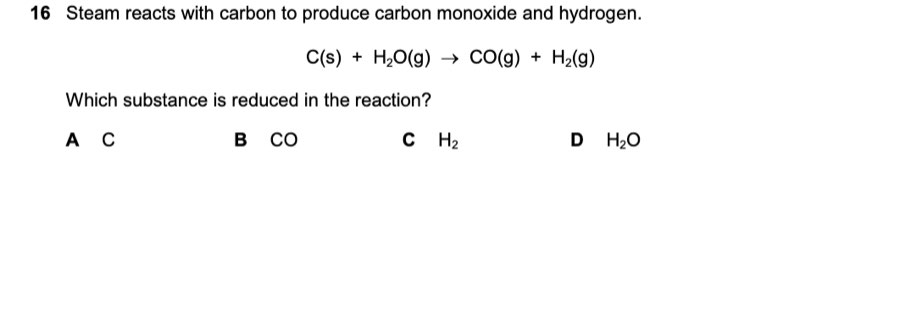 16 Steam reacts with carbon to produce carbon monoxide and hydrogen.
C(s) + H₂O(g) → CO(g) + H₂(g)
Which substance is reduced in the reaction?
A C B CO C H₂ D H₂O